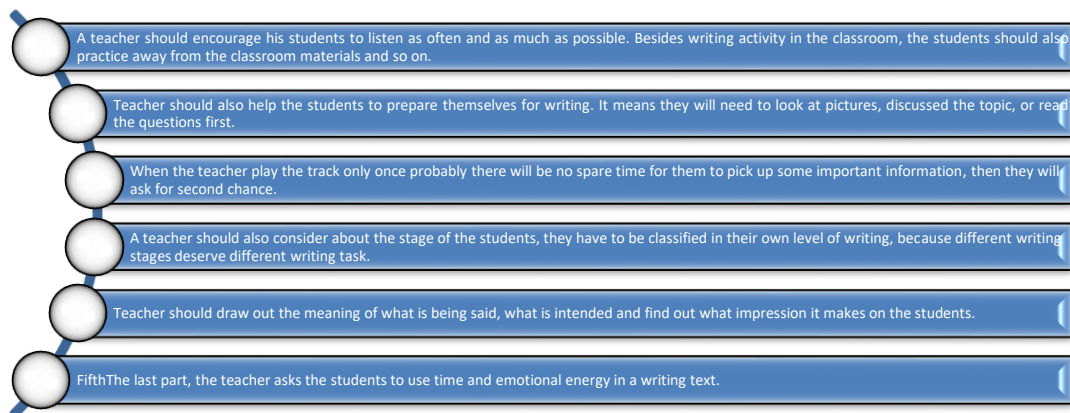 A teacher should encourage his students to listen as often and as much as possible. Besides writing activity in the classroom, the students should also
practice away from the classroom materials and so on.
Teacher should also help the students to prepare themselves for writing. It means they will need to look at pictures, discussed the topic, or read
the questions first.
When the teacher play the track only once probably there will be no spare time for them to pick up some important information, then they will
ask for second chance.
A teacher should also consider about the stage of the students, they have to be classified in their own level of writing, because different writing
stages deserve different writing task.
Teacher should draw out the meaning of what is being said, what is intended and find out what impression it makes on the students.
FifthThe last part, the teacher asks the students to use time and emotional energy in a writing text.